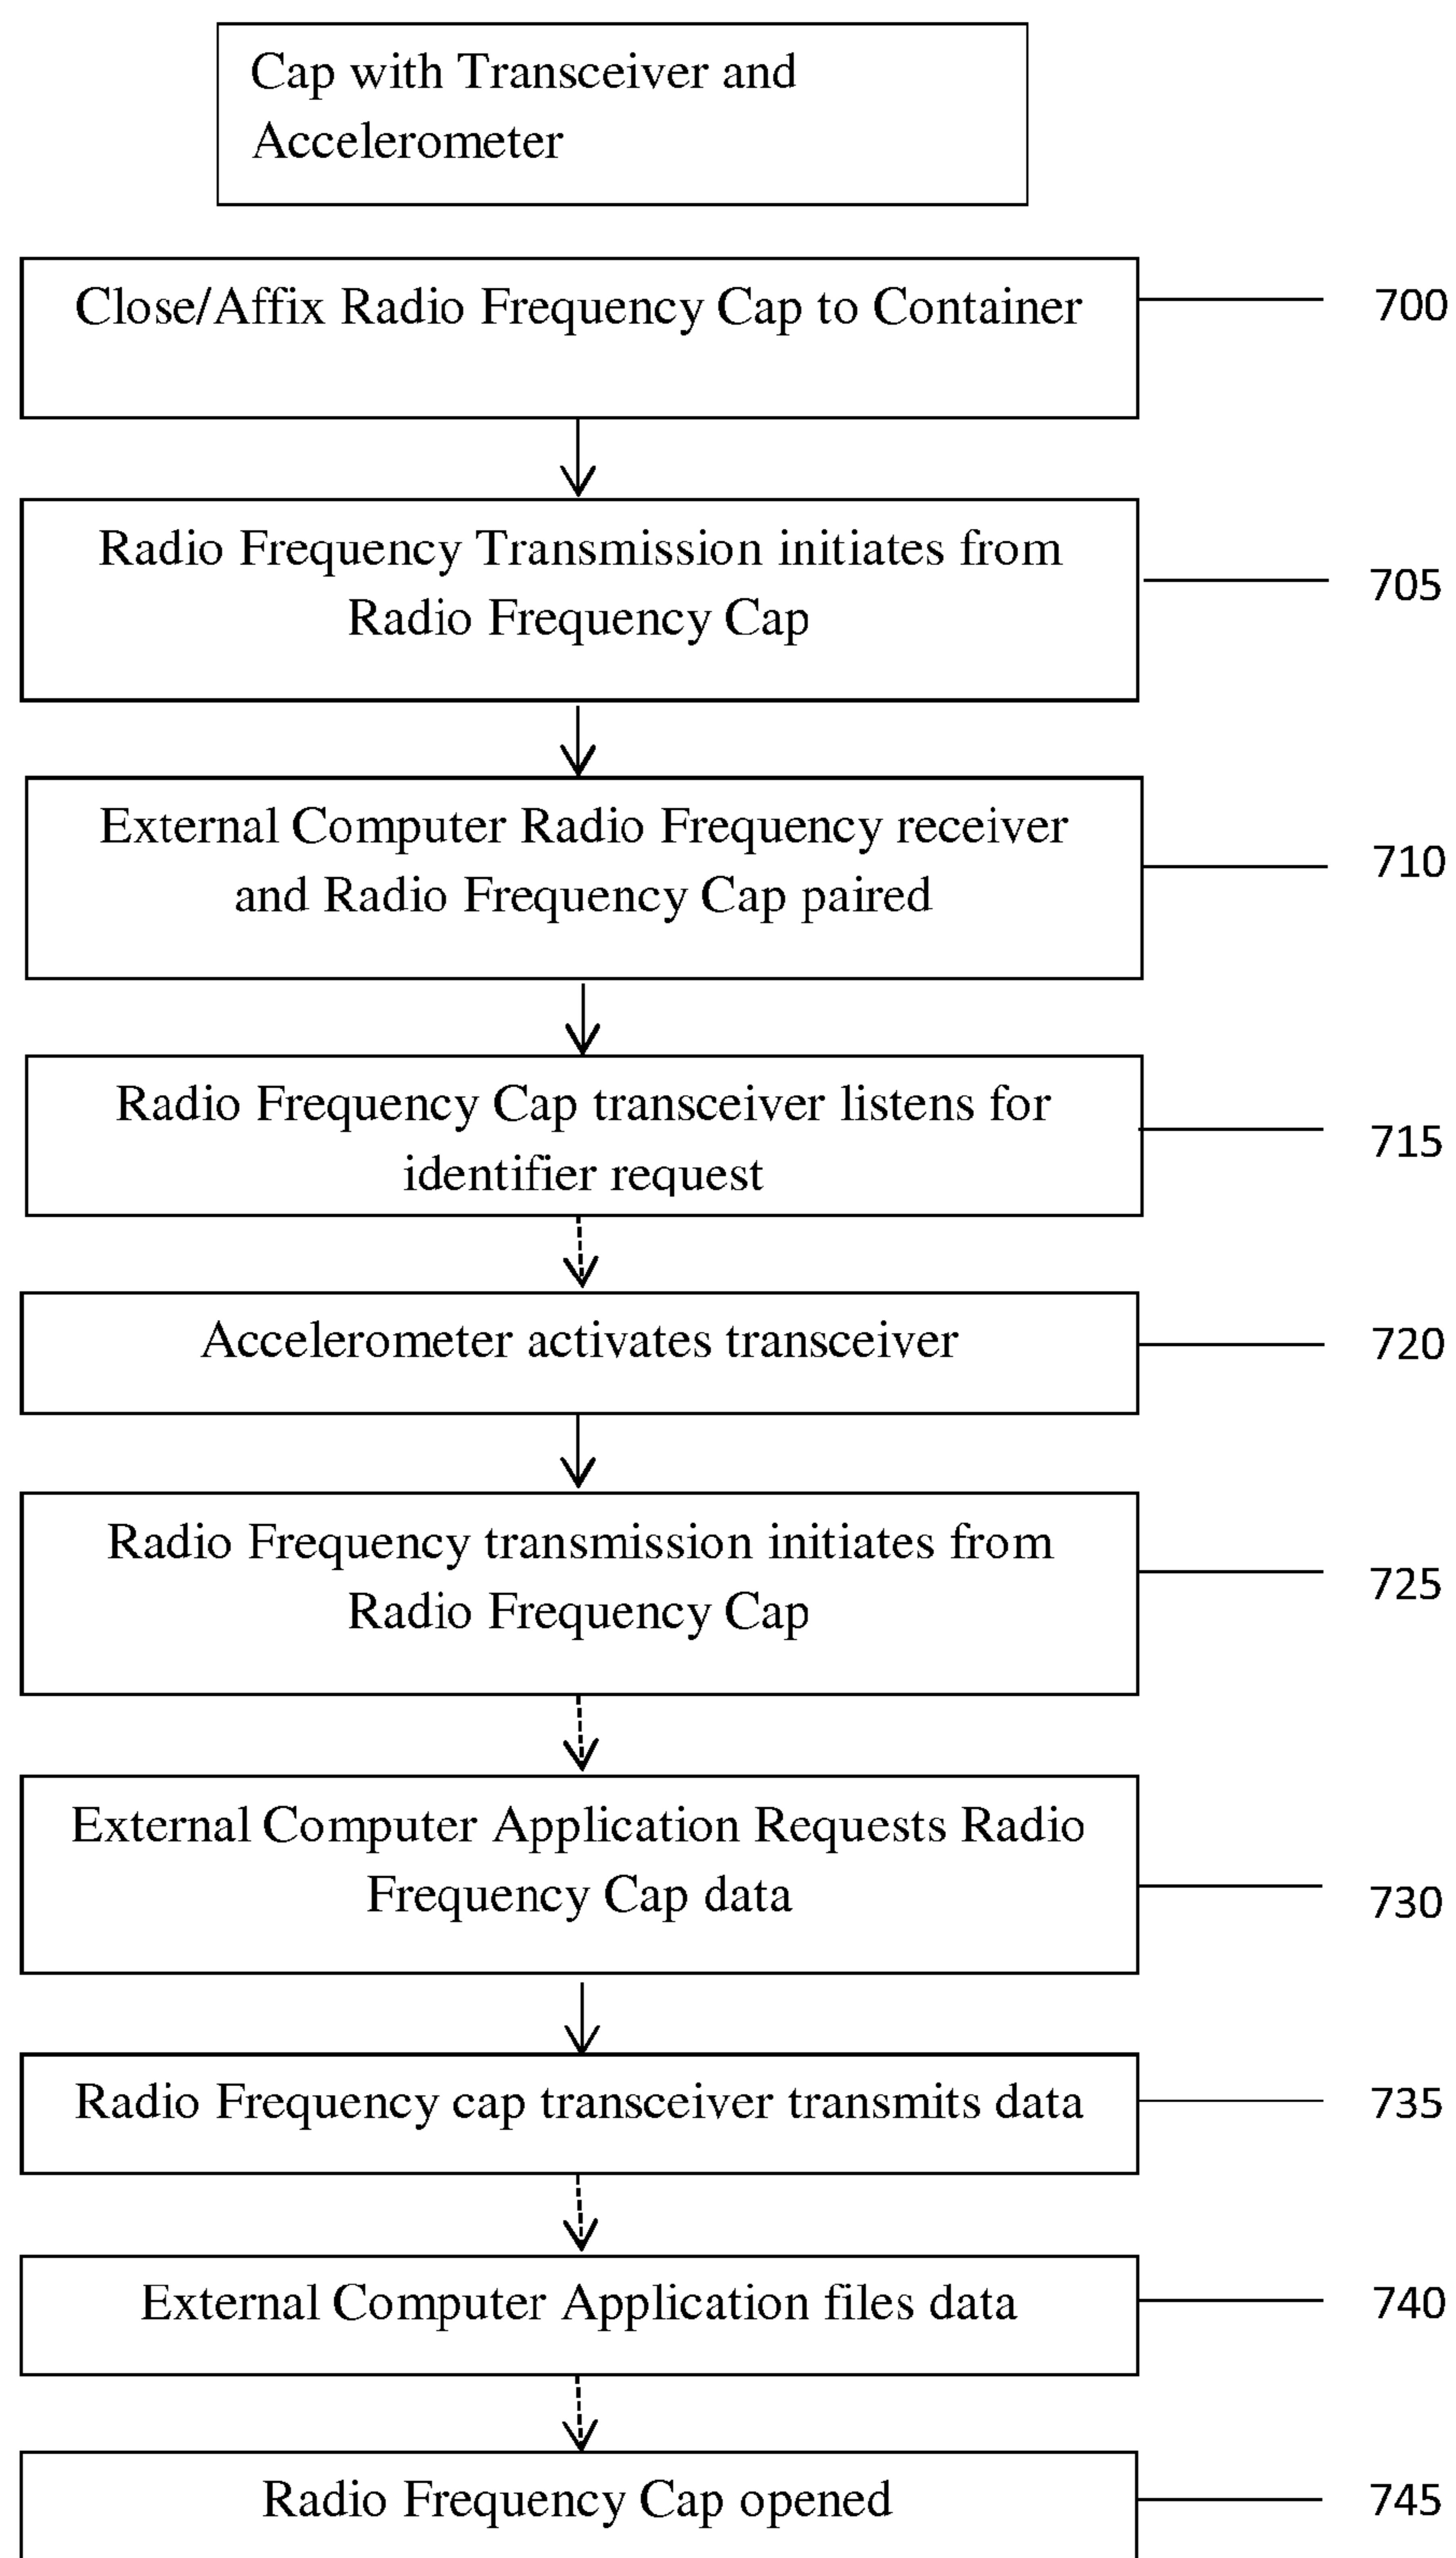 Cap with Transceiver and
Accelerometer
Close/Affix Radio Frequency Cap to Container
700
Radio Frequency Transmission initiates from
Radio Frequency Cap
705
External Computer Radio Frequency receiver
and Radio Frequency Cap paired
710
Radio Frequency Cap transceiver listens for
identifier request
715
Accelerometer activates transceiver
720
Radio Frequency transmission initiates from
Radio Frequency Cap
725
External Computer Application Requests Radio
Frequency Cap data
730
Radio Frequency cap transceiver transmits data
735
External Computer Application files data
740
Radio Frequency Cap opened
745